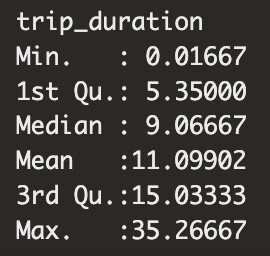 trip_duration
Min.   : 0.01667
1st Qu.: 5.35000
Median : 9.06667
Mean   :11.09902
3rd Qu.:15.03333
Max.   :35.26667